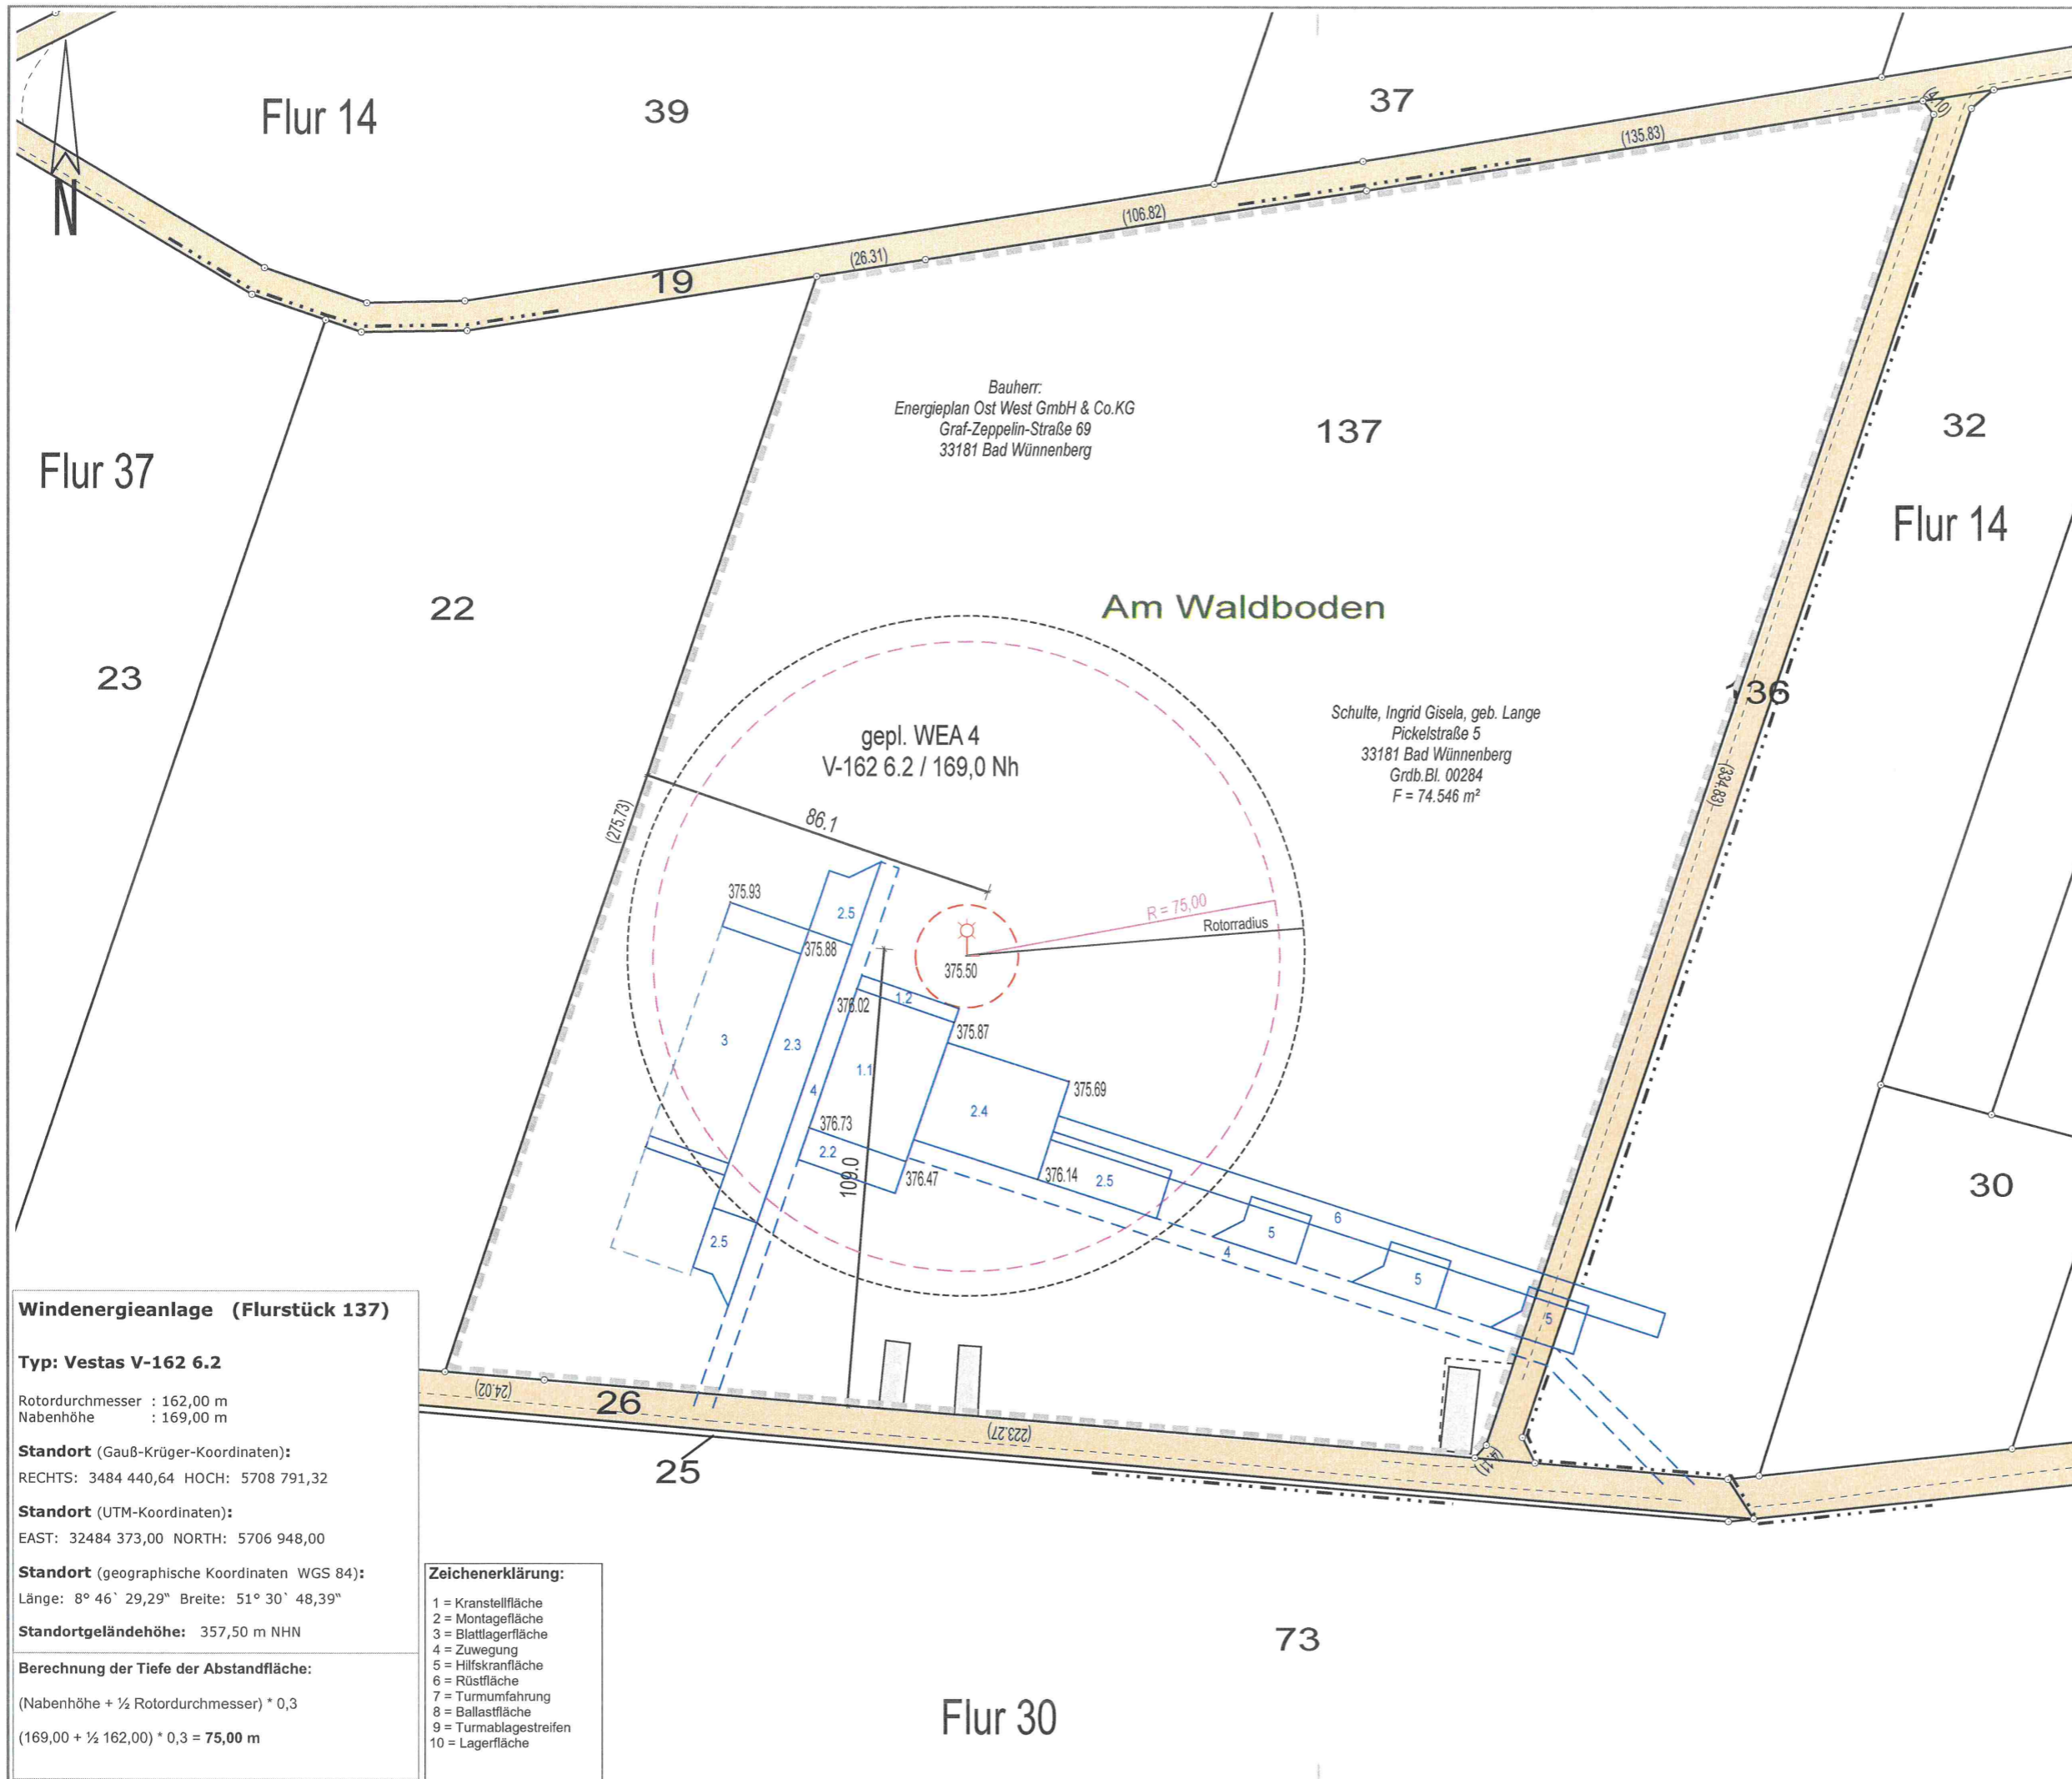 Flur 14
39
37
(4.10)
(135.83)
(106.82)
(26.31)
19
N
Bauherr:
Energieplan Ost West GmbH & Co.KG
Graf-Zeppelin-Straße 69
33181 Bad Wünnenberg
137
32
Flur 37
Flur 14
22
Am Waldboden
23
136
Schulte, Ingrid Gisela, geb. Lange
Pickelstraße 5
33181 Bad Wünnenberg
Grdb.Bl. 00284
F = 74.546 m²
gepl. WEA 4
V-162 6.2 / 169,0 Nh
(334.83)
(275.73)
86.1
375.93
2.5
R = 75,00
Rotorradius
375.88
375.50
376.02
1.2
375.87
3
2.3
1.1
4
375.69
2.4
376.73
2.2
109.0
376.47
376.14
2.5
30
2.5
5
6
4
5
5
(24.02)
26
(223.27)
(4.11)
25
Windenergieanlage (Flurstück 137)
Typ: Vestas V-162 6.2
Rotordurchmesser : 162,00 m
Nabenhöhe : 169,00 m
Standort (Gauß-Krüger-Koordinaten):
RECHTS: 3484 440,64 HOCH: 5708 791,32
Standort (UTM-Koordinaten):
EAST: 32484 373,00 NORTH: 5706 948,00
Standort (geographische Koordinaten WGS 84):
Länge: 8° 46` 29,29" Breite: 51° 30` 48,39"
Standortgeländehöhe: 357,50 m NHN
Berechnung der Tiefe der Abstandfläche:
(Nabenhöhe + ½ Rotordurchmesser) * 0,3
(169,00 + ½ 162,00) * 0,3 = 75,00 m
Zeichenerklärung:
1 = Kranstellfläche
2 = Montagefläche
3 = Blattlagerfläche
4 = Zuwegung
5 = Hilfskranfläche
6 = Rüstfläche
7 = Turmumfahrung
8 = Ballastfläche
9 = Turmablagestreifen
10 = Lagerfläche
73
Flur 30